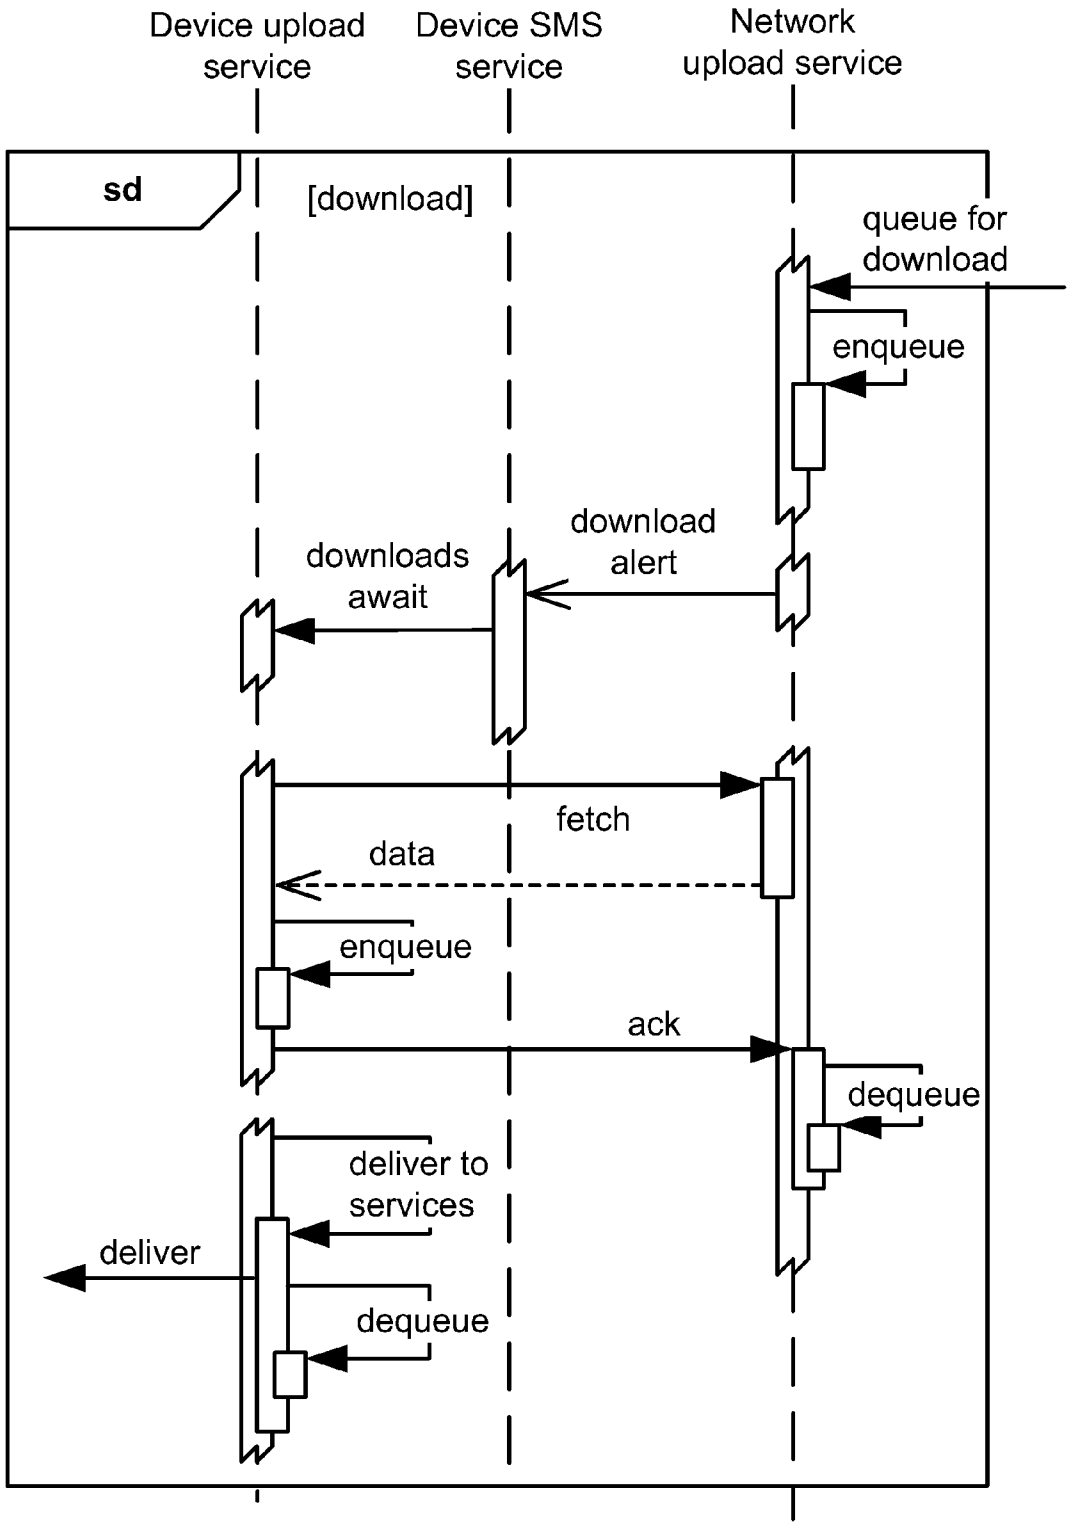 Device upload
service
Device SMS
service
Network
upload service
sd
[download]
queue for
download
enqueue
download
alert
downloads
await
fetch
data
enqueue
ack
dequeue
deliver to
services
deliver
dequeue